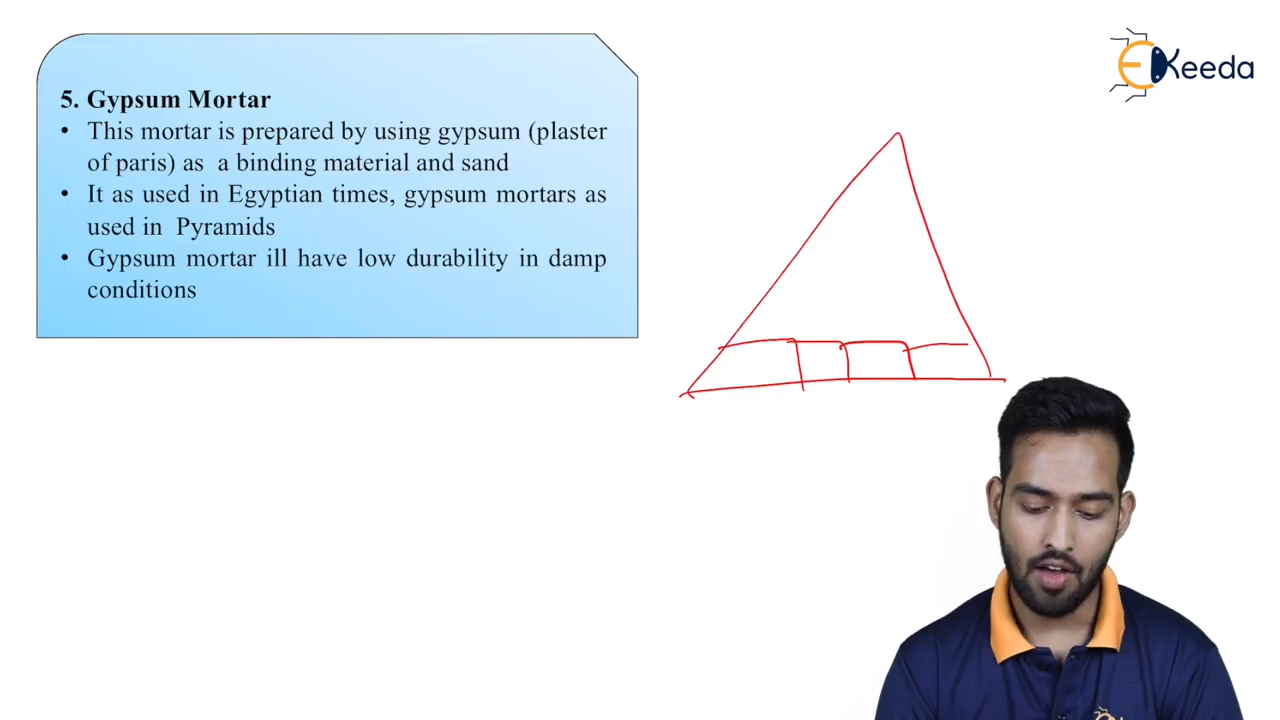 5. Gypsum Mortar
• This mortar is prepared by using gypsum (plaster
of paris) as a binding material and sand
• It as used in Egyptian times, gypsum mortars as
used in Pyramids
• Gypsum mortar ill have low durability in damp
conditions
EKeeda